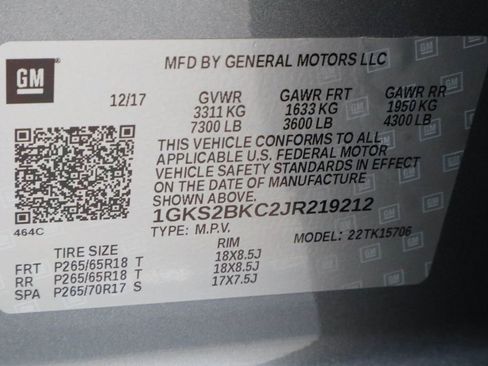 GM
MFD BY GENERAL MOTORS LLC
12/17 GVWR GAWR FRT GAWR RR
3311 KG 1633 KG 1950 KG
7300 LB 3600 LB 4300 LB
THIS VEHICLE CONFORMS TO ALL
APPLICABLE U.S. FEDERAL MOTOR
VEHICLE SAFETY STANDARDS IN EFFECT
ON THE DATE OF MANUFACTURE
SHOWN ABOVE.
1GKS2BKC2JR219212
464C
TYPE: M.P.V. MODEL: 22TK15706
TIRE SIZE RIM
FRT P265/65R18 T 18X8.5J
RR P265/65R18 T 18X8.5J
SPA P265/70R17 S 17X7.5J